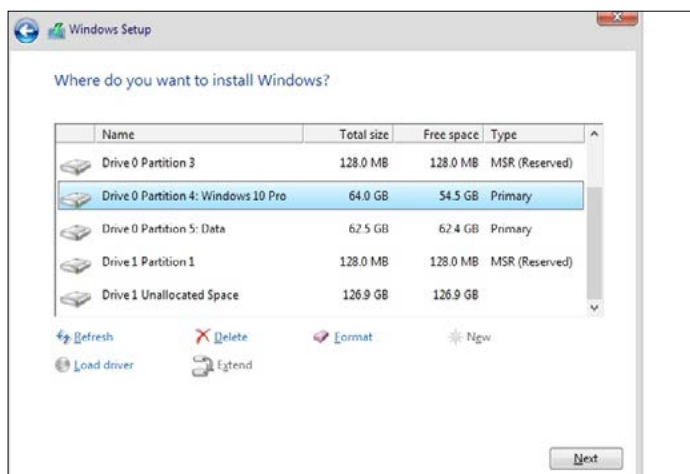 Windows Setup
Where do you want to install Windows?
Name Total size Free space Type
Drive 0 Partition 3 128.0 MB 128.0 MB MSR (Reserved)
Drive 0 Partition 4: Windows 10 Pro 64.0 GB 54.5 GB Primary
Drive 0 Partition 5: Data 62.5 GB 62.4 GB Primary
Drive 1 Partition 1 128.0 MB 128.0 MB MSR (Reserved)
Drive 1 Unallocated Space 126.9 GB 126.9 GB
Refresh Delete Format New
Load driver Extend
Next